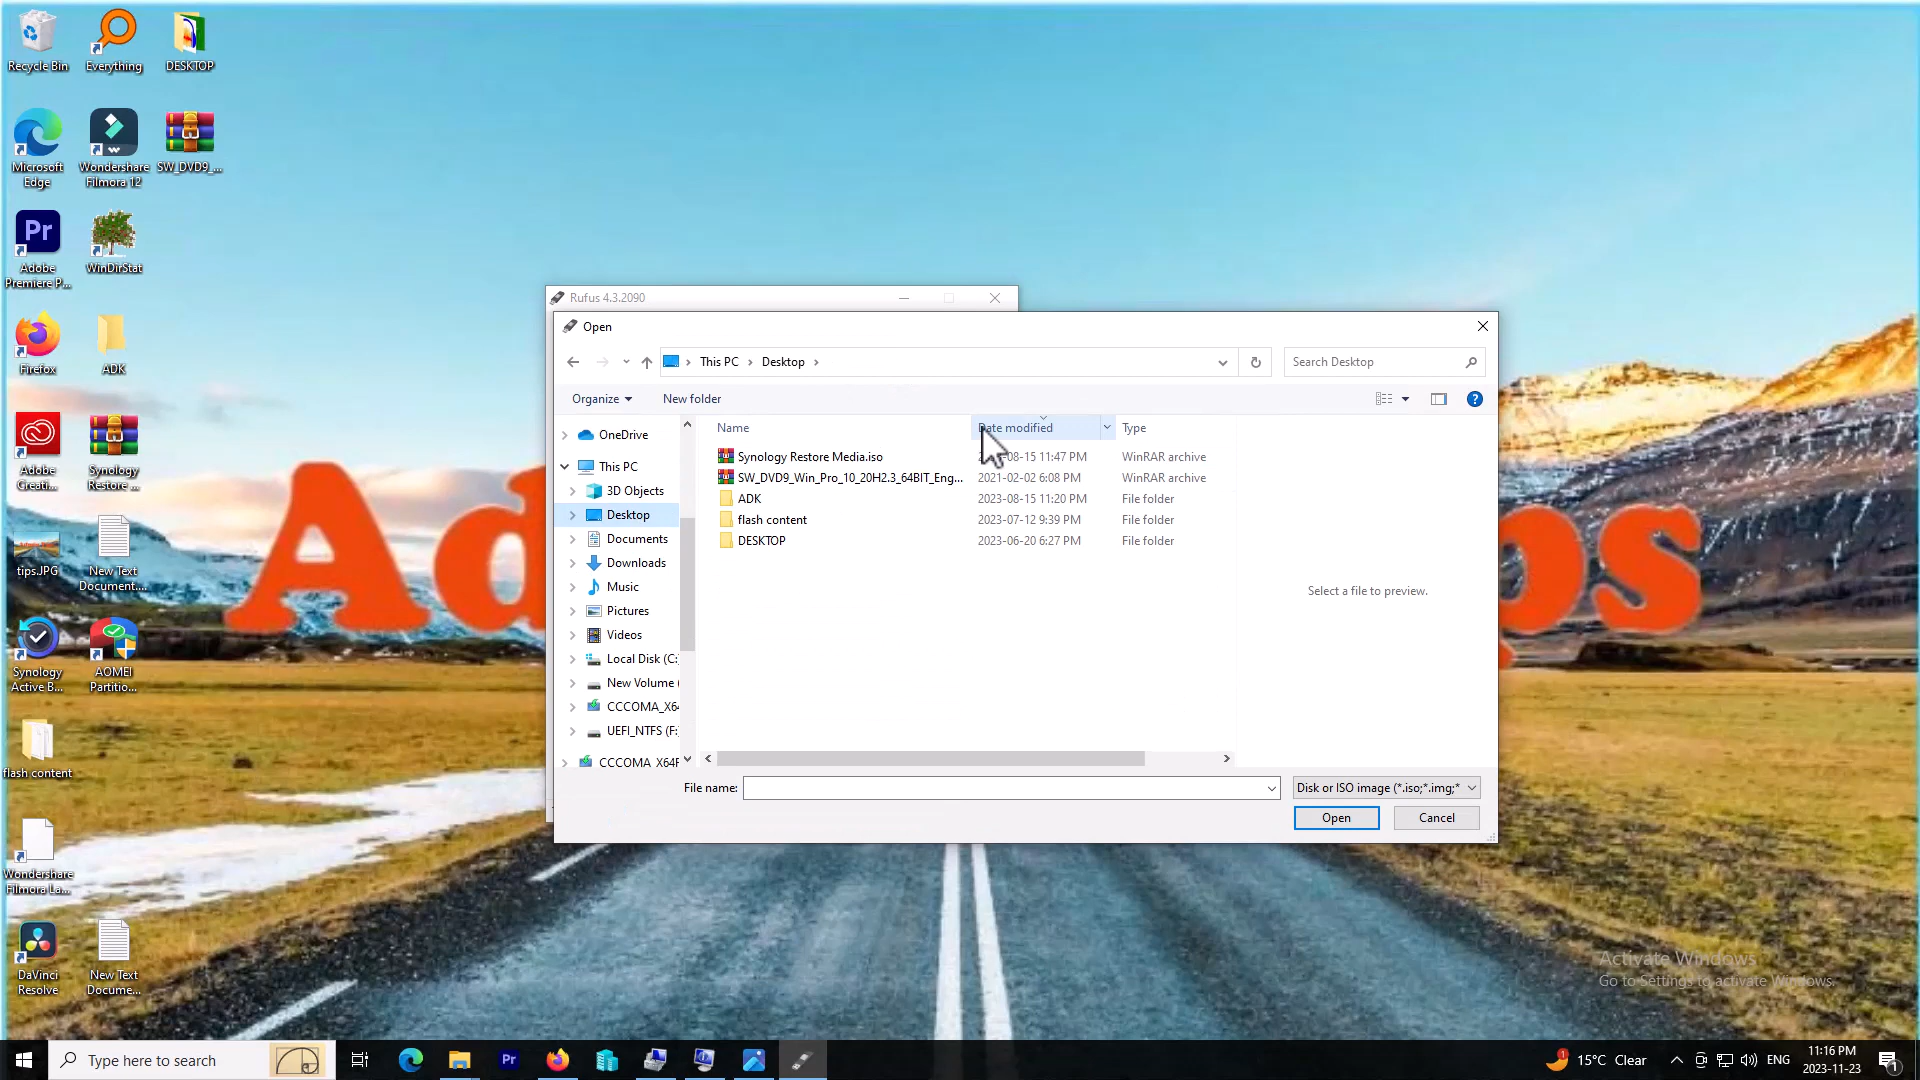 Recycle Bin
Everything
DESKTOP
Microsoft
Edge
Wondershare
Filmora 12
SW_DVD9_...
Pr
Adobe
Premiere P...
WinDirStat
Firefox
ADK
Adobe
Creati...
Synology
Restore ...
tips.JPG
New Text
Document....
Synology
Active B...
AOMEI
Partitio...
flash content
Wondershare
Filmora La...
DaVinci
Resolve
New Text
Docume...
Ad
ps
Rufus 4.3.2090
Open
This PC
Desktop
Search Desktop
Organize
New folder
Name
Date modified
Type
OneDrive
This PC
3D Objects
Desktop
Documents
Downloads
Music
Pictures
Videos
Local Disk (C:
New Volume (
CCCOMA_X64
UEFI_NTFS (F:
CCCOMA_X64F
Synology Restore Media.iso
08-15 11:47 PM
WinRAR archive
SW_DVD9_Win_Pro_10_20H2.3_64BIT_Eng...
2021-02-02 6:08 PM
WinRAR archive
ADK
2023-08-15 11:20 PM
File folder
flash content
2023-07-12 9:39 PM
File folder
DESKTOP
2023-06-20 6:27 PM
File folder
Select a file to preview.
File name:
Disk or ISO image (*.iso;*.img;*
Open
Cancel
Activate Windows
Go to Settings to activate Windows.
Type here to search
Pr
15°C Clear
ENG
11:16 PM
2023-11-23
1